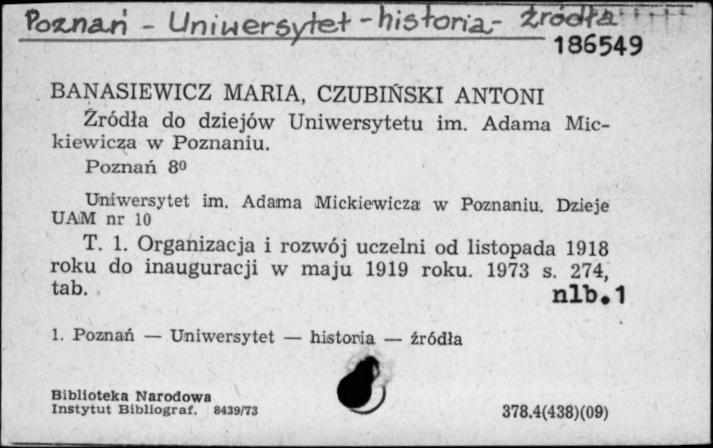 Poznań - Uniwersytet - historia - źródła
186549
BANASIEWICZ MARIA, CZUBIŃSKI ANTONI
Źródła do dziejów Uniwersytetu im. Adama Mic-
kiewicza w Poznaniu.
Poznań 8⁰
Uniwersytet im. Adama Mickiewicza w Poznaniu. Dzieje
UAM nr 10
T. 1. Organizacja i rozwój uczelni od listopada 1918
roku do inauguracji w maju 1919 roku. 1973 s. 274,
tab. nlb.1
1. Poznań — Uniwersytet — historia — źródła
Biblioteka Narodowa
Instytut Bibliograf. 8439/73 378.4(438)(09)